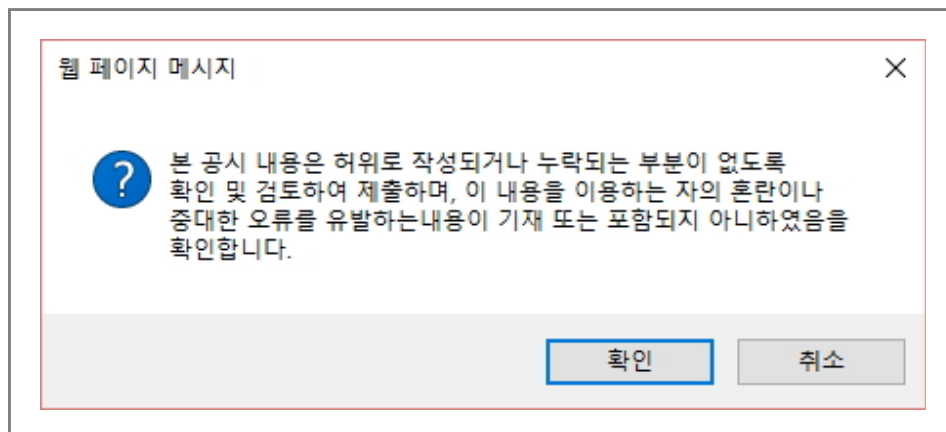 웹 페이지 메시지
본 공시 내용은 허위로 작성되거나 누락되는 부분이 없도록
확인 및 검토하여 제출하며, 이 내용을 이용하는 자의 혼란이나
중대한 오류를 유발하는내용이 기재 또는 포함되지 아니하였음을
확인합니다.
확인 취소